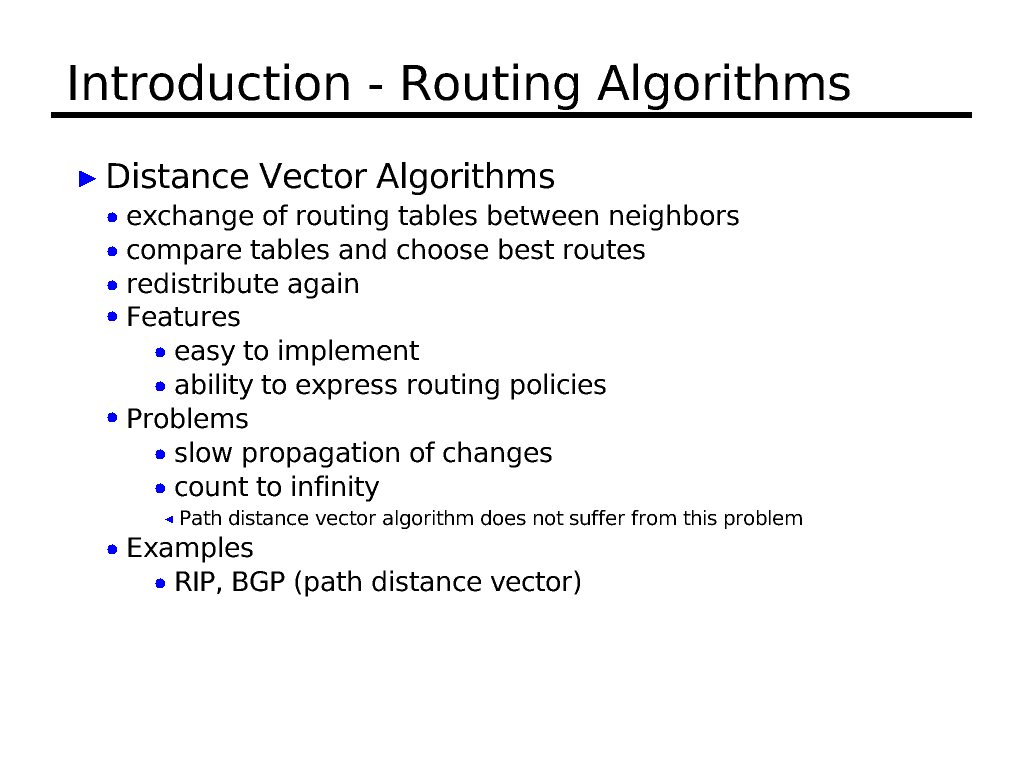 Introduction - Routing Algorithms
Distance Vector Algorithms
exchange of routing tables between neighbors
compare tables and choose best routes
redistribute again
Features
easy to implement
ability to express routing policies
Problems
slow propagation of changes
count to infinity
Path distance vector algorithm does not suffer from this problem
Examples
RIP, BGP (path distance vector)